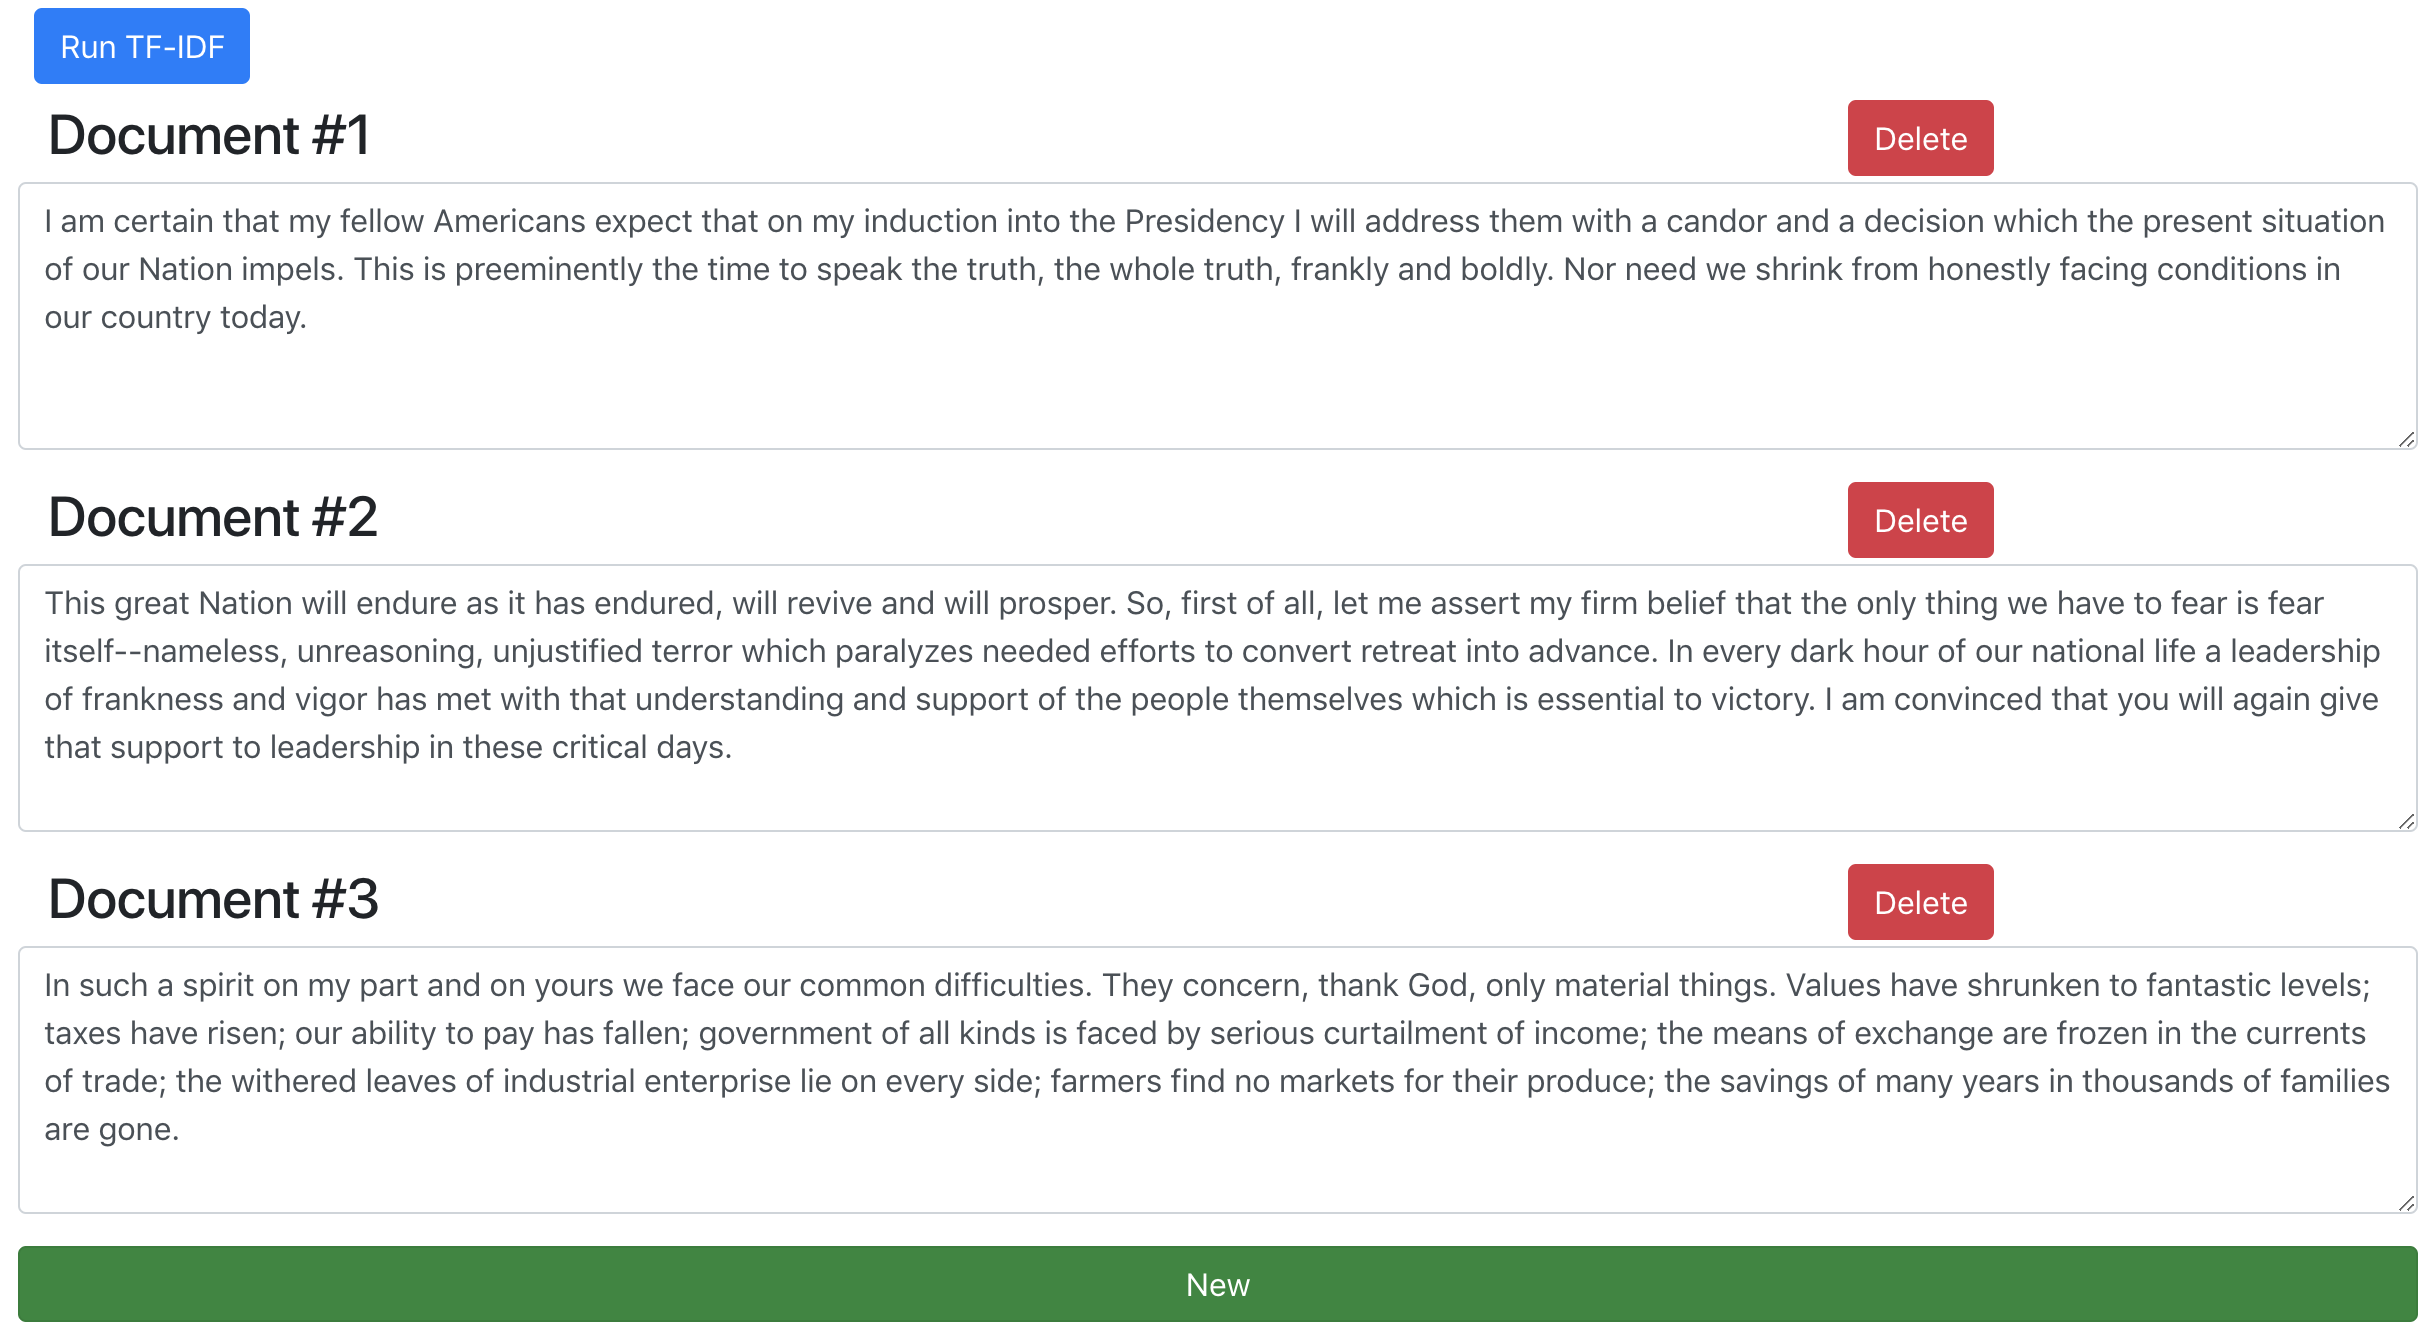 Run TF-IDF
Document #1
Delete
I am certain that my fellow Americans expect that on my induction into the Presidency I will address them with a candor and a decision which the present situation
of our Nation impels. This is preeminently the time to speak the truth, the whole truth, frankly and boldly. Nor need we shrink from honestly facing conditions in
our country today.
Document #2
Delete
This great Nation will endure as it has endured, will revive and will prosper. So, first of all, let me assert my firm belief that the only thing we have to fear is fear
itself--nameless, unreasoning, unjustified terror which paralyzes needed efforts to convert retreat into advance. In every dark hour of our national life a leadership
of frankness and vigor has met with that understanding and support of the people themselves which is essential to victory. I am convinced that you will again give
that support to leadership in these critical days.
Document #3
Delete
In such a spirit on my part and on yours we face our common difficulties. They concern, thank God, only material things. Values have shrunken to fantastic levels;
taxes have risen; our ability to pay has fallen; government of all kinds is faced by serious curtailment of income; the means of exchange are frozen in the currents
of trade; the withered leaves of industrial enterprise lie on every side; farmers find no markets for their produce; the savings of many years in thousands of families
are gone.
New